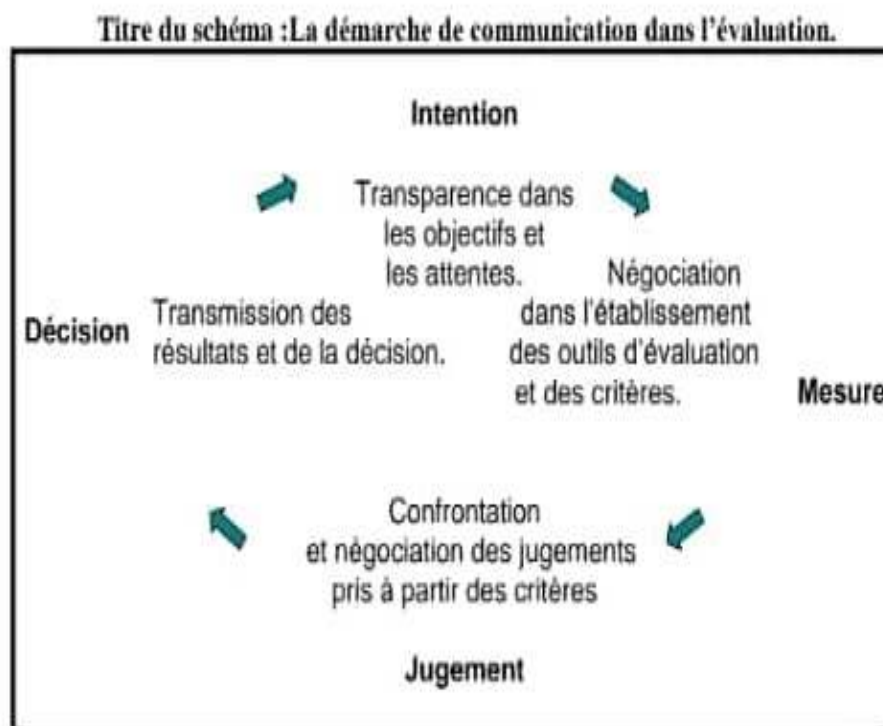 Titre du schéma :La démarche de communication dans l'évaluation.
Intention
Transparence dans
les objectifs et
les attentes.
Négociation
dans l'établissement
des outils d'évaluation
et des critères.
Mesure
Décision
Transmission des
résultats et de la décision.
Confrontation
et négociation des jugements
pris à partir des critères
Jugement